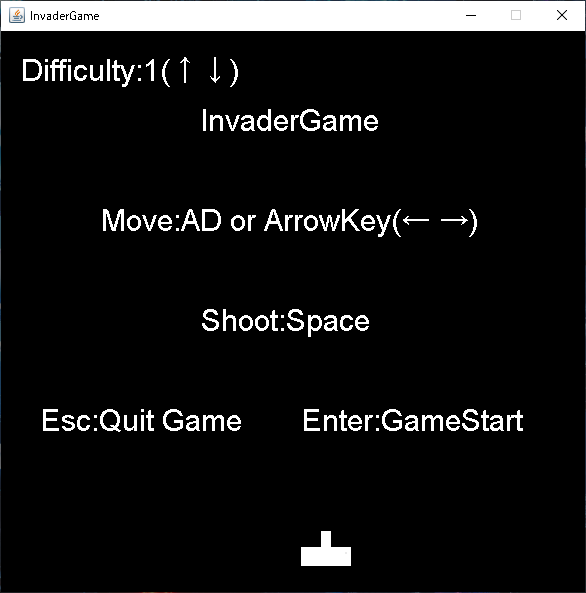 InvaderGame
Difficulty:1(↑ ↓)
InvaderGame
Move:AD or ArrowKey(← →)
Shoot:Space
Esc:Quit Game Enter:GameStart